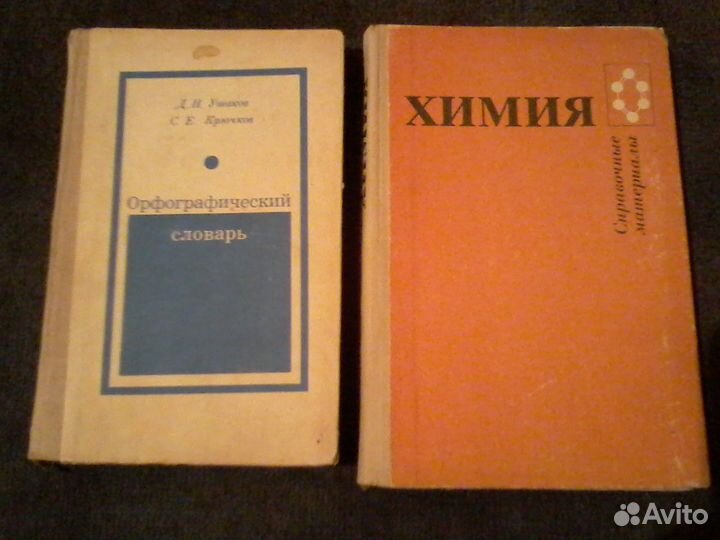 Д. Н. Ушаков
С. Е. Крючков
Орфографический
словарь
ХИМИЯ
Справочные
материалы
Avito